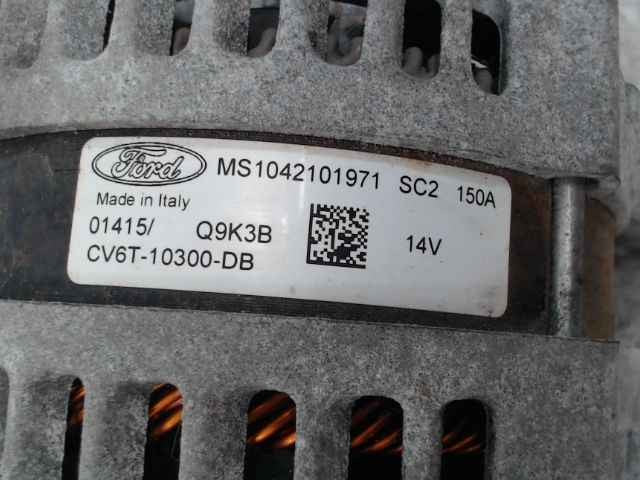 Ford MS1042101971 SC2 150A
Made in Italy
01415/ Q9K3B 14V
CV6T-10300-DB